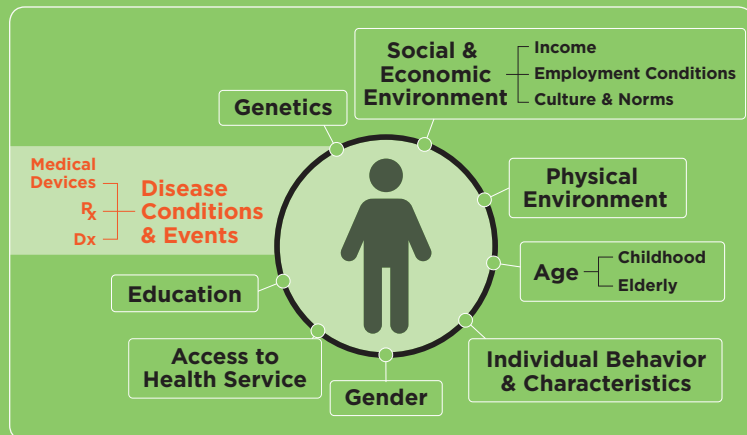 Social &
Economic
Environment
Income
Employment Conditions
Culture & Norms
Genetics
Medical
Devices
Rx
Dx
Disease
Conditions
& Events
Physical
Environment
Age
Childhood
Elderly
Education
Access to
Health Service
Gender
Individual Behavior
& Characteristics